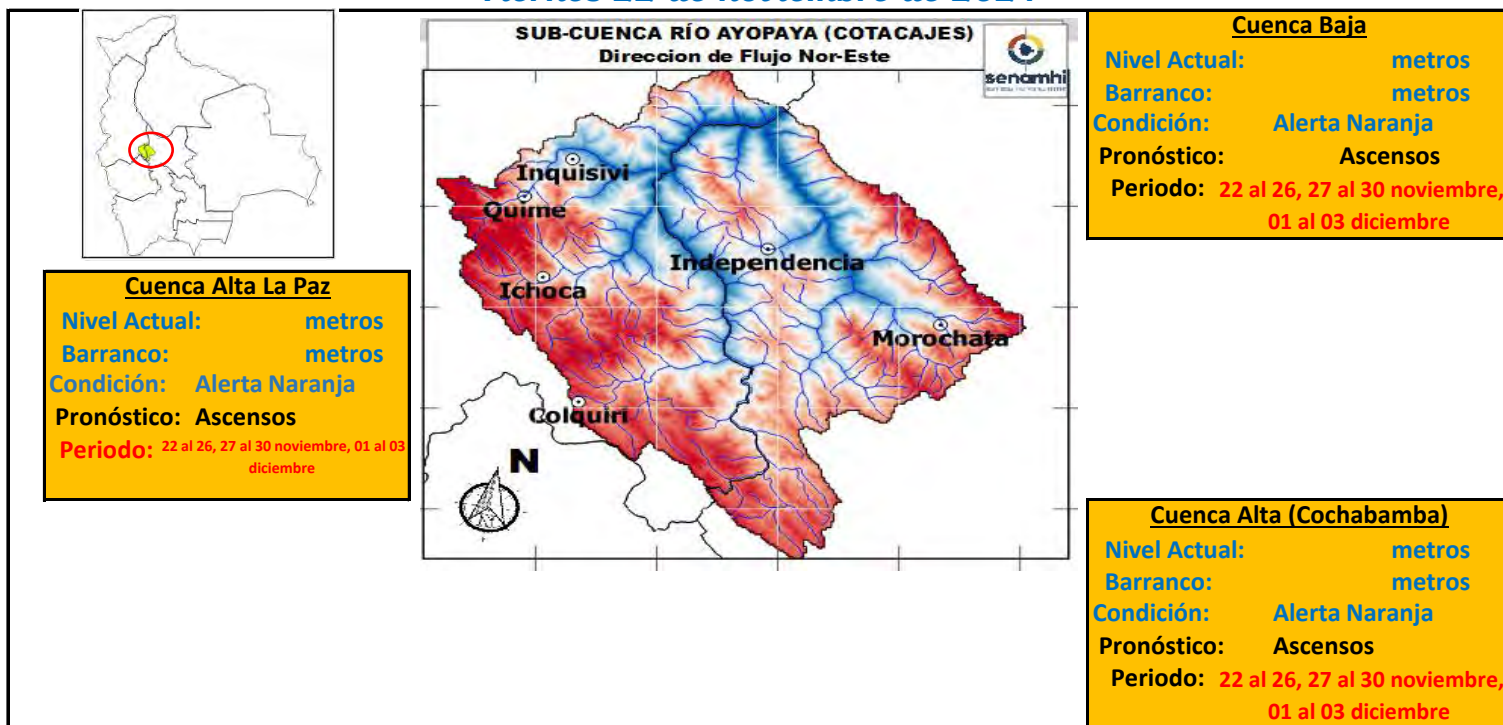 SUB-CUENCA RÍO AYOPAYA (COTACAJES)
Direccion de Flujo Nor-Este
senamhi
Inquisivi
Quime
Independencia
Ichoca
Morochata
Colquiri
N
Cuenca Baja
Nivel Actual: metros
Barranco: metros
Condición: Alerta Naranja
Pronóstico: Ascensos
Periodo: 22 al 26, 27 al 30 noviembre,
01 al 03 diciembre
Cuenca Alta La Paz
Nivel Actual: metros
Barranco: metros
Condición: Alerta Naranja
Pronóstico: Ascensos
Periodo: 22 al 26, 27 al 30 noviembre, 01 al 03
diciembre
Cuenca Alta (Cochabamba)
Nivel Actual: metros
Barranco: metros
Condición: Alerta Naranja
Pronóstico: Ascensos
Periodo: 22 al 26, 27 al 30 noviembre,
01 al 03 diciembre